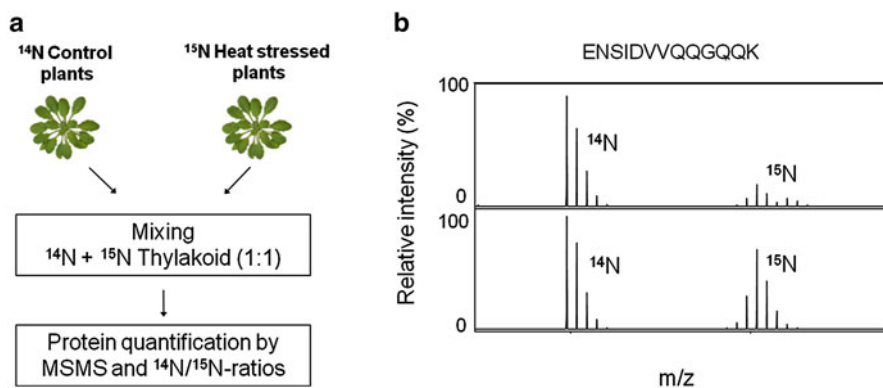 a
¹⁴N Control
plants
¹⁵N Heat stressed
plants
Mixing
¹⁴N + ¹⁵N Thylakoid (1:1)
Protein quantification by
MSMS and ¹⁴N/¹⁵N-ratios
b
ENSIDVVQQGQQK
Relative intensity (%)
100
¹⁴N
¹⁵N
0
100
¹⁴N
¹⁵N
0
m/z